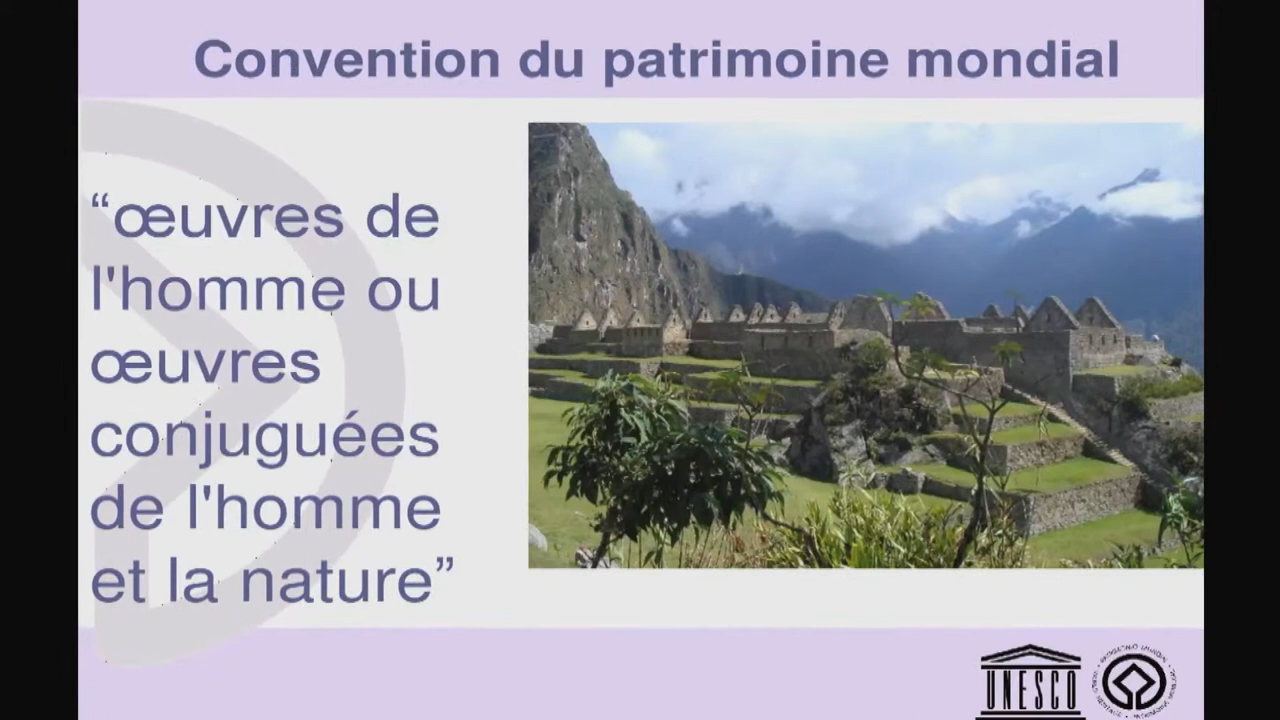 Convention du patrimoine mondial
“œuvres de
l'homme ou
œuvres
conjuguées
de l'homme
et la nature”
UNESCO